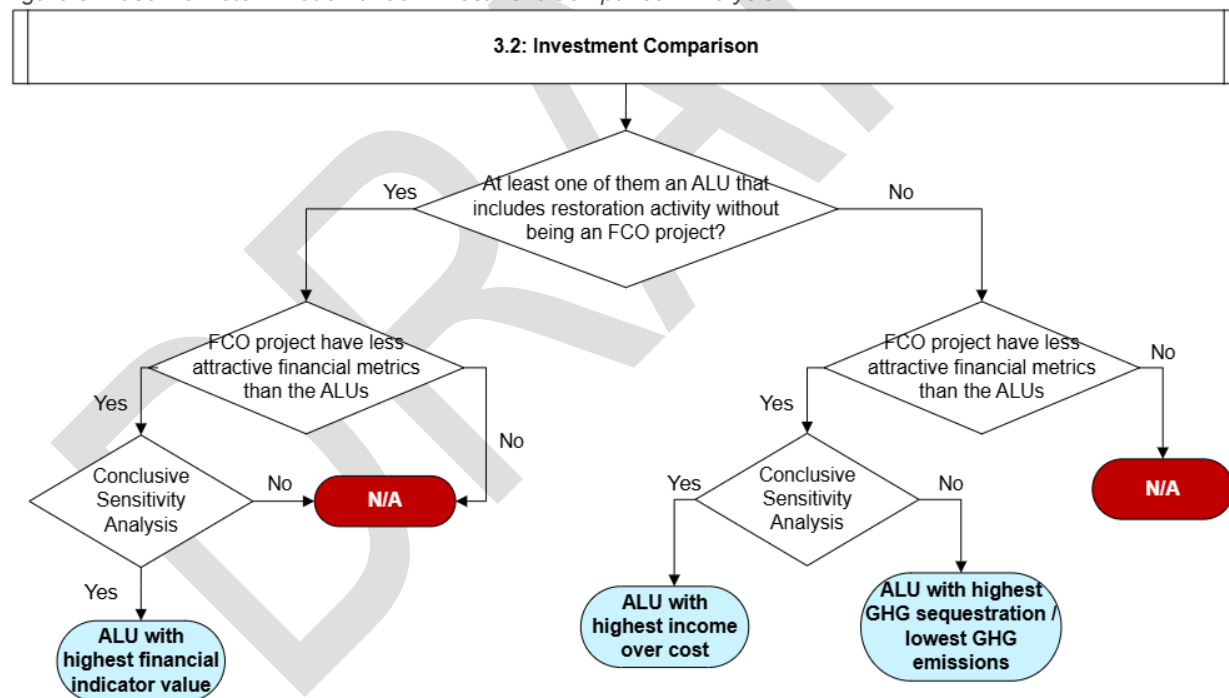 3.2: Investment Comparison
At least one of them an ALU that
includes restoration activity without
being an FCO project?
Yes
No
FCO project have less
attractive financial metrics
than the ALUs
Yes
No
Conclusive
Sensitivity
Analysis
No
N/A
Yes
ALU with
highest financial
indicator value
FCO project have less
attractive financial metrics
than the ALUs
No
Yes
N/A
Conclusive
Sensitivity
Analysis
Yes
No
ALU with
highest income
over cost
ALU with highest
GHG sequestration /
lowest GHG
emissions